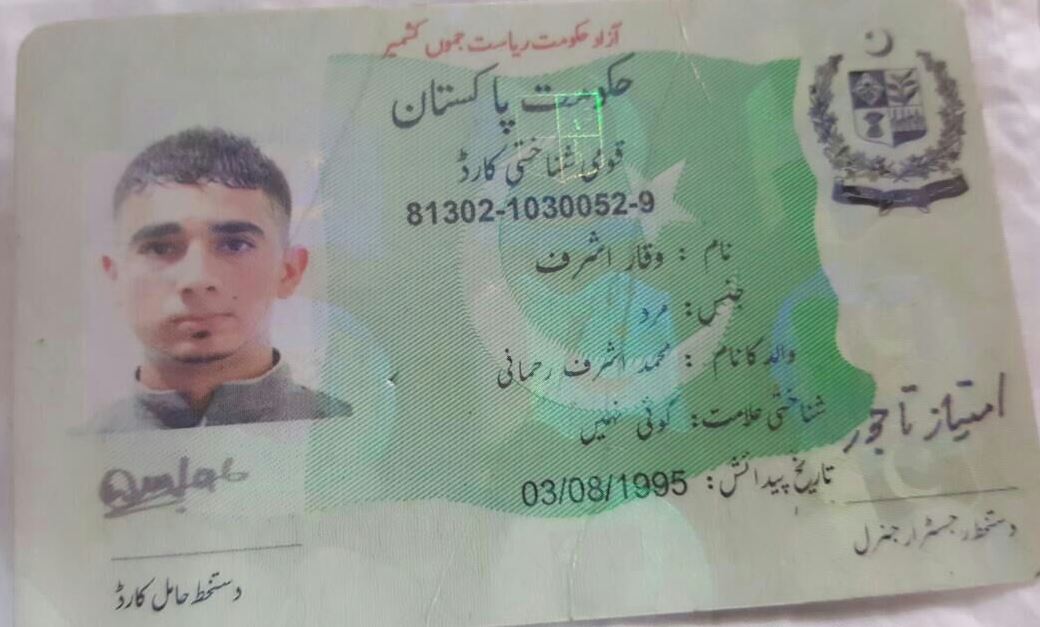 آزاد حکومت ریاست جموں کشمیر
حکومت پاکستان
قومی شناختی کارڈ
81302-1030052-9
نام : وقار اشرف
جنس: مرد
والد کا نام : محمد اشرف رحمانی
شناختی علامت: کوئی نہیں
تاریخ پیدائش: 03/08/1995
امتیاز تاجور
دستخط رجسٹرار جنرل
دستخط حامل کارڈ